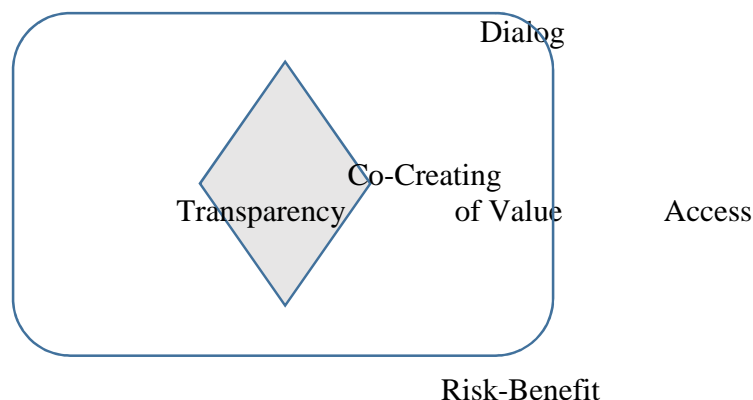 Dialog
Co-Creating
Transparency of Value Access
Risk-Benefit